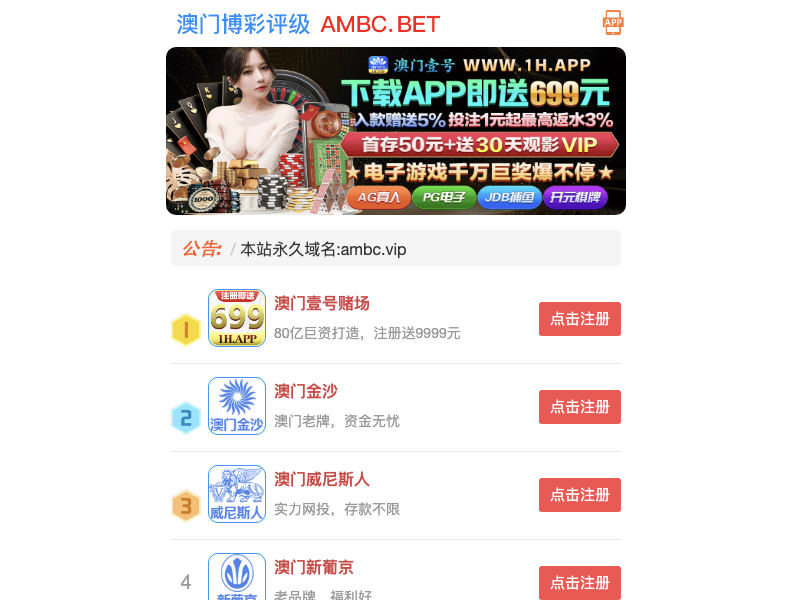 澳门博彩评级 AMBC.BET
APP
澳门壹号 WWW.1H.APP
下载APP即送699元
入款赠送5% 投注1元起最高返水3%
首存50元+送30天观影VIP
★电子游戏千万巨奖爆不停★
AG真人 PG电子 JDB捕鱼 开元棋牌
公告: / 本站永久域名:ambc.vip
1
注册即送
699
1H.APP
澳门壹号赌场
80亿巨资打造，注册送9999元
点击注册
2
澳门金沙
澳门金沙
澳门老牌，资金无忧
点击注册
3
威尼斯人
澳门威尼斯人
实力网投，存款不限
点击注册
4
新葡京
澳门新葡京
老品牌，福利好
点击注册